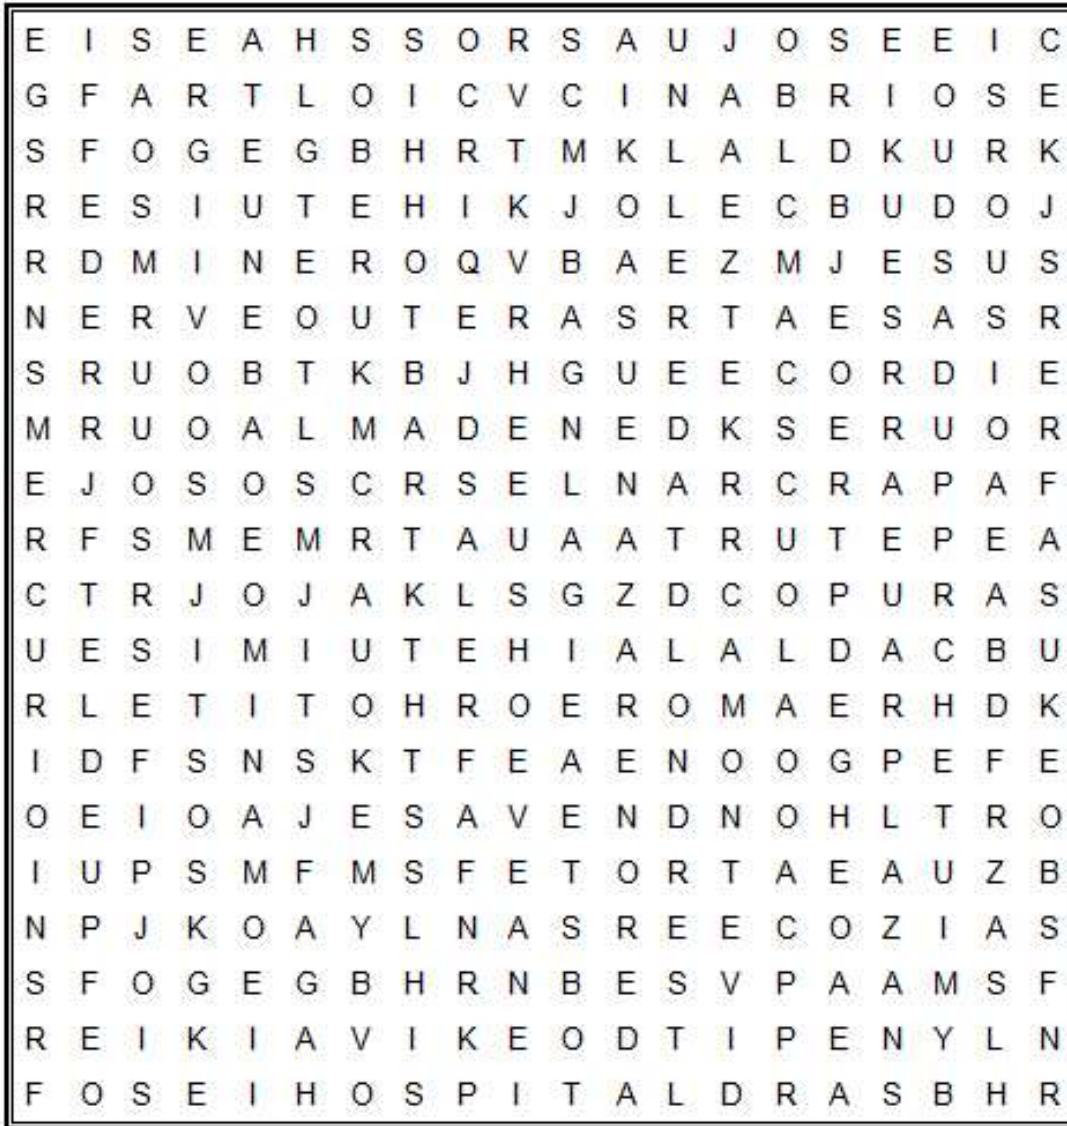 E I S E A H S S O R S A U J O S E E I C
G F A R T L O I C V C I N A B R I O S E
S F O G E G B H R T M K L A L D K U R K
R E S I U T E H I K J O L E C B U D O J
R D M I N E R O Q V B A E Z M J E S U S
N E R V E O U T E R A S R T A E S A S R
S R U O B T K B J H G U E E C O R D I E
M R U O A L M A D E N E D K S E R U O R
E J O S O S C R S E L N A R C R A P A F
R F S M E M R T A U A A T R U T E P E A
C T R J O J A K L S G Z D C O P U R A S
U E S I M I U T E H I A L A L D A C B U
R L E T I T O H R O E R O M A E R H D K
I D F S N S K T F E A E N O O G P E F E
O E I O A J E S A V E N D N O H L T R O
I U P S M F M S F E T O R T A E A U Z B
N P J K O A Y L N A S R E E C O Z I A S
S F O G E G B H R N B E S V P A A M S F
R E I K I A V I K E O D T I P E N Y L N
F O S E I H O S P I T A L D R A S B H R